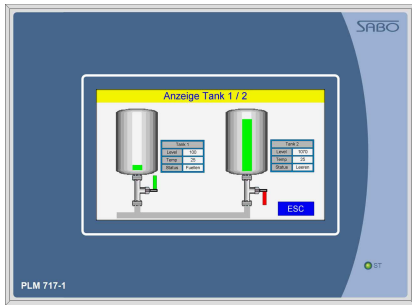 SABO
Anzeige Tank 1 / 2
Tank 1
Level 100
Temp 25
Status Fuellen
Tank 2
Level 1070
Temp 25
Status Leeren
ESC
ST
PLM 717-1